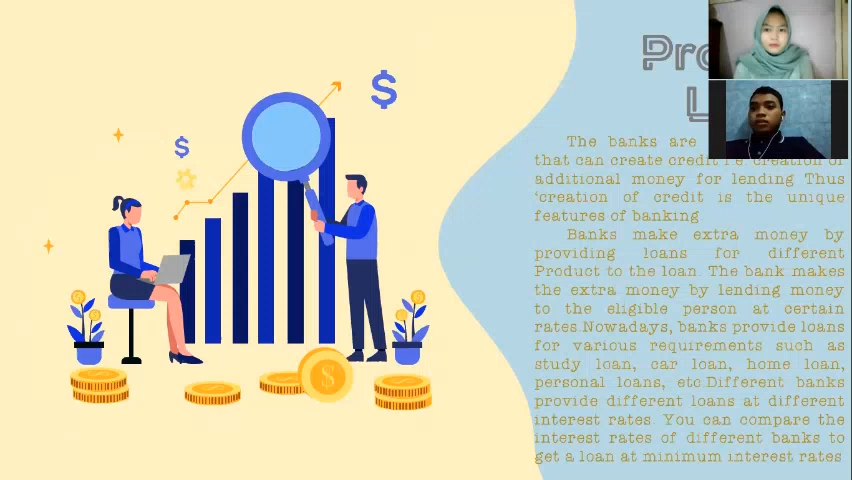 The banks are
that can create credit i.e. creation of
additional money for lending Thus
‘creation of credit is the unique
features of banking
Banks make extra money by
providing loans for different
Product to the loan. The bank makes
the extra money by lending money
to the eligible person at certain
rates.Nowadays, banks provide loans
for various requirements such as
study loan, car loan, home loan,
personal loans, etc.Different banks
provide different loans at different
interest rates. You can compare the
interest rates of different banks to
get a loan at minimum interest rates